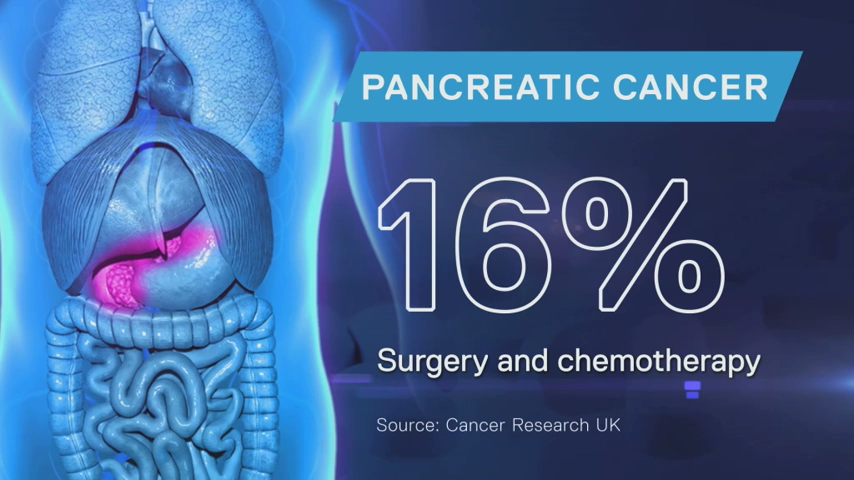 PANCREATIC CANCER
16%
Surgery and chemotherapy
Source: Cancer Research UK